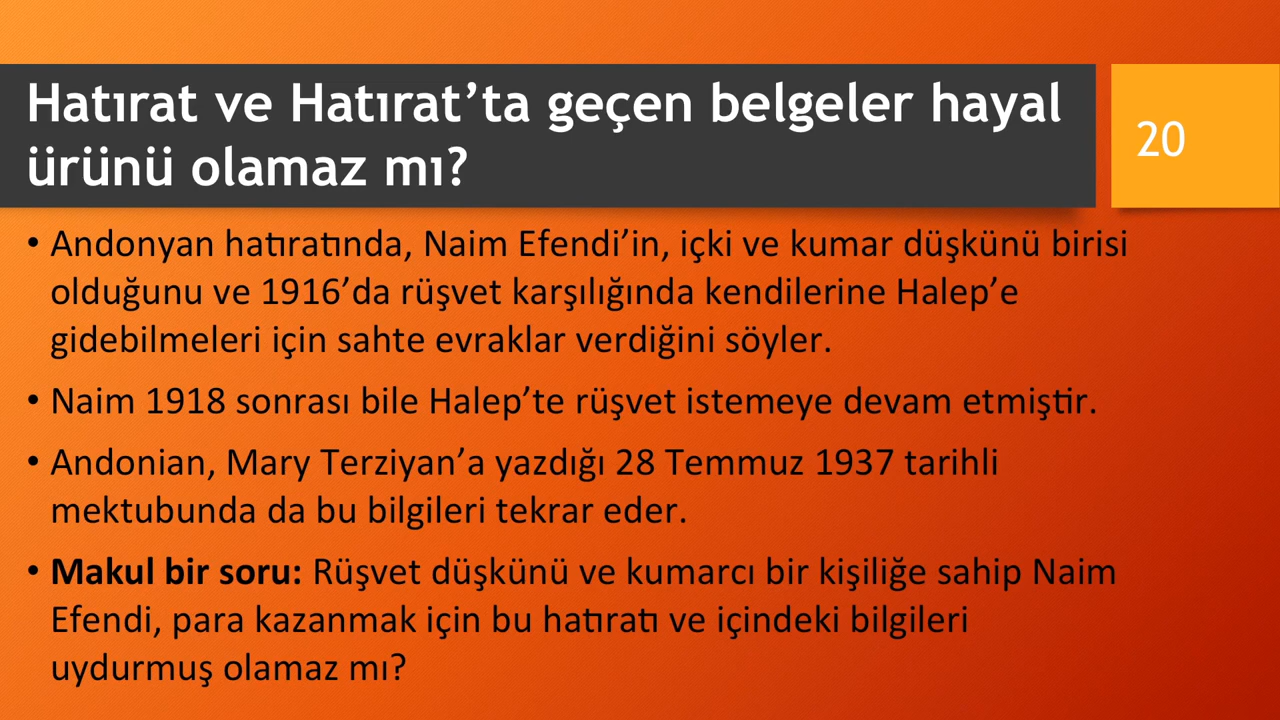 Hatırat ve Hatırat’ta geçen belgeler hayal
ürünü olamaz mı?
20
• Andonyan hatıratında, Naim Efendi’in, içki ve kumar düşkünü birisi
olduğunu ve 1916’da rüşvet karşılığında kendilerine Halep’e
gidebilmeleri için sahte evraklar verdiğini söyler.
• Naim 1918 sonrası bile Halep’te rüşvet istemeye devam etmiştir.
• Andonian, Mary Terziyan’a yazdığı 28 Temmuz 1937 tarihli
mektubunda da bu bilgileri tekrar eder.
• Makul bir soru: Rüşvet düşkünü ve kumarcı bir kişiliğe sahip Naim
Efendi, para kazanmak için bu hatıratı ve içindeki bilgileri
uydurmuş olamaz mı?